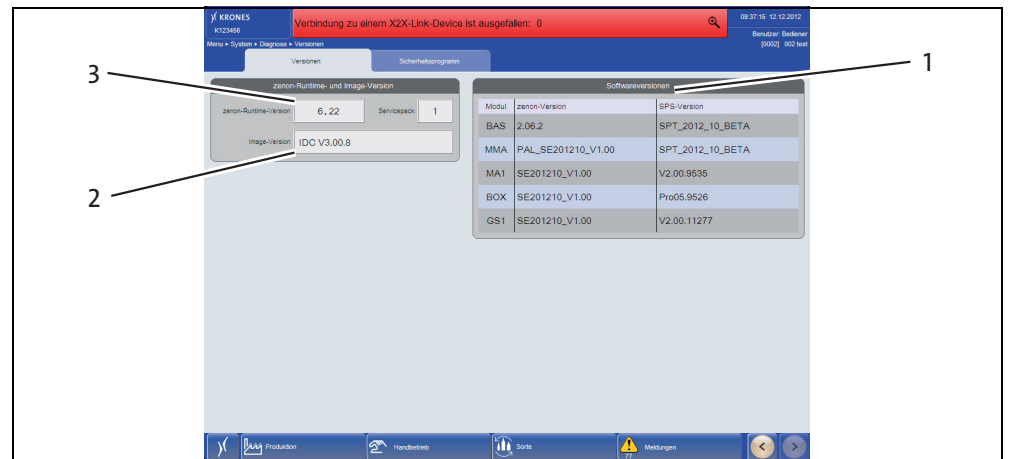 KRONES
K123456
Verbindung zu einem X2X-Link-Device ist ausgefallen: 0
09:37:15 12.12.2012
Benutzer: Bediener
[0002] 002 test
Menu ▸ System ▸ Diagnose ▸ Versionen
Versionen
Sicherheitsprogramm
3
1
2
zenon-Runtime- und Image-Version
zenon-Runtime-Version 6.22 Servicepack 1
Image-Version IDC V3.00.8
Softwareversionen
Modul zenon-Version SPS-Version
BAS 2.06.2 SPT_2012_10_BETA
MMA PAL_SE201210_V1.00 SPT_2012_10_BETA
MA1 SE201210_V1.00 V2.00.9535
BOX SE201210_V1.00 Pro05.9526
GS1 SE201210_V1.00 V2.00.11277
Produktion
Handbetrieb
Sorte
77
Meldungen